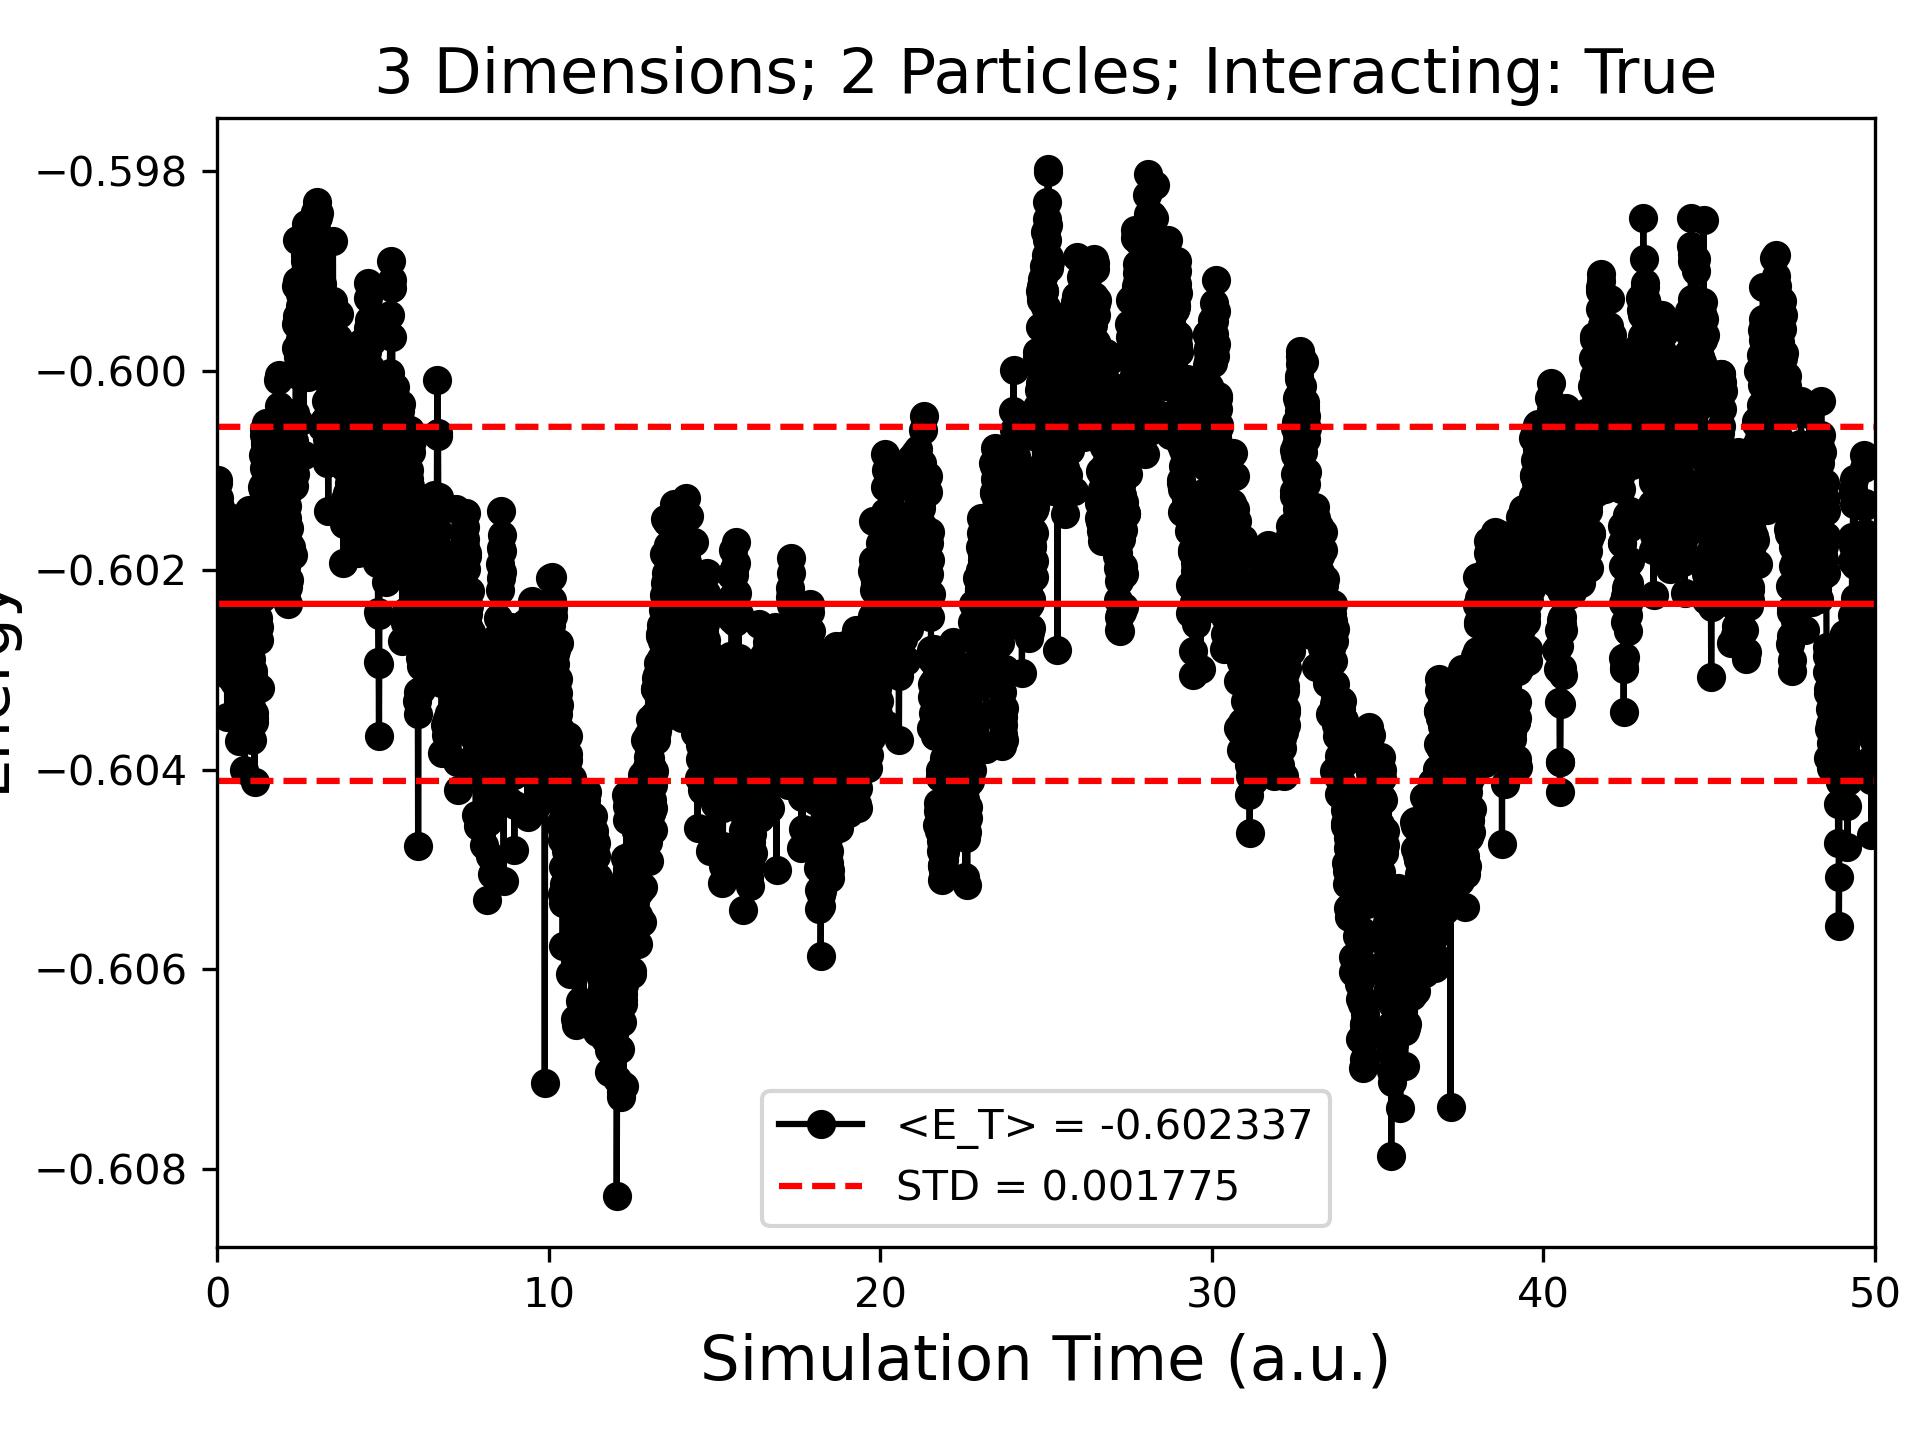 3 Dimensions; 2 Particles; Interacting: True
Energy
−0.598
−0.600
−0.602
−0.604
−0.606
−0.608
<E_T> = -0.602337
STD = 0.001775
0 10 20 30 40 50
Simulation Time (a.u.)